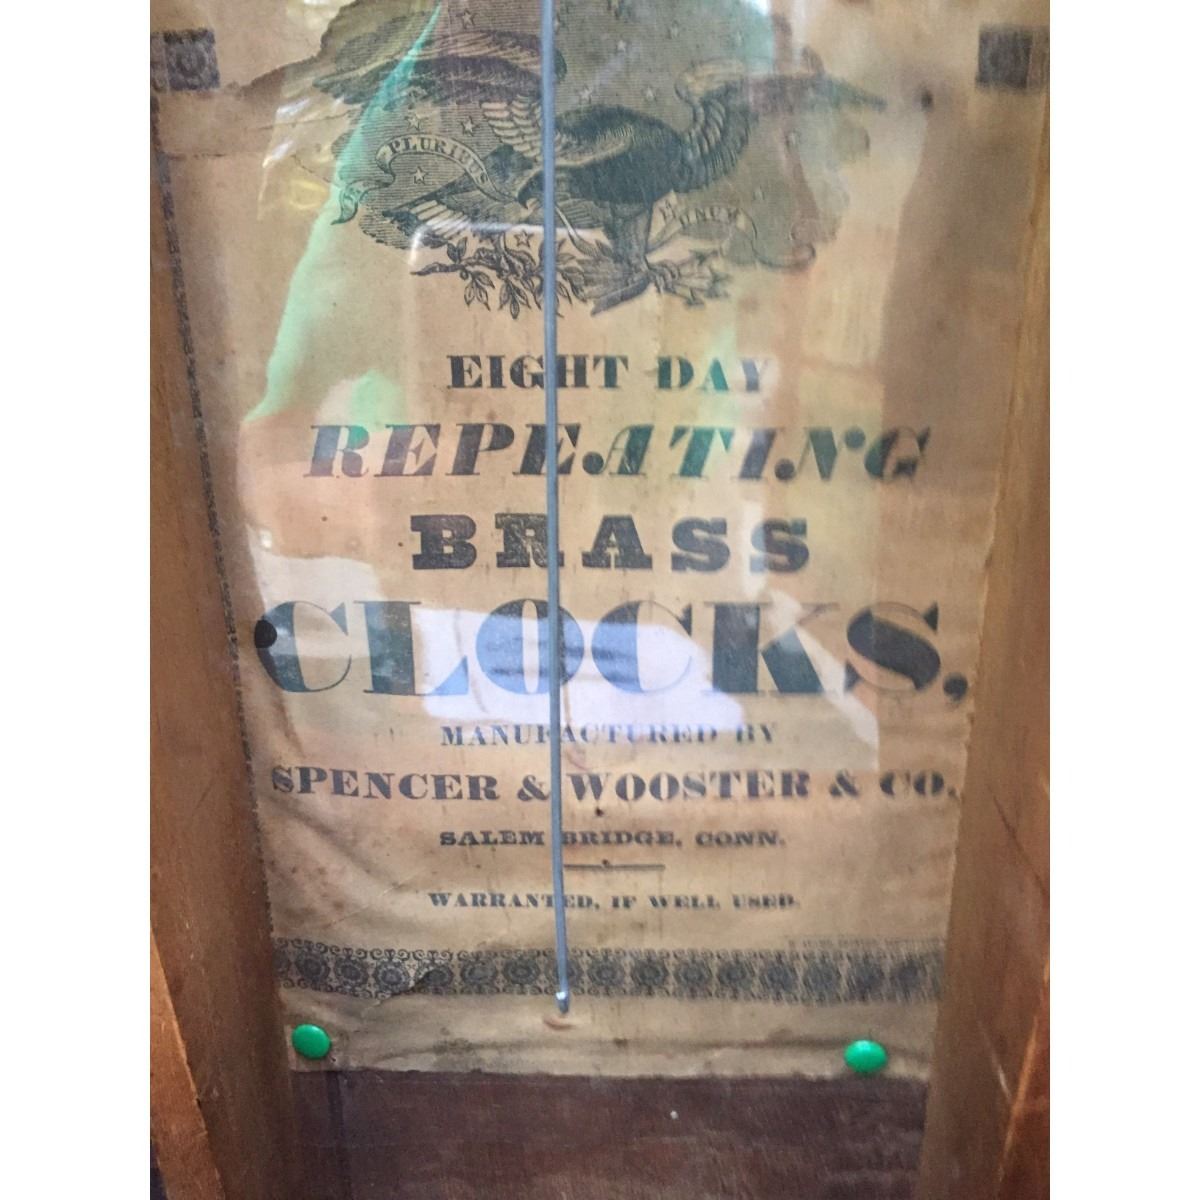 PLURIBUS
UNUM
EIGHT DAY
REPEATING
BRASS
CLOCKS,
MANUFACTURED BY
SPENCER & WOOSTER & CO.
SALEM BRIDGE, CONN.
WARRANTED, IF WELL USED.